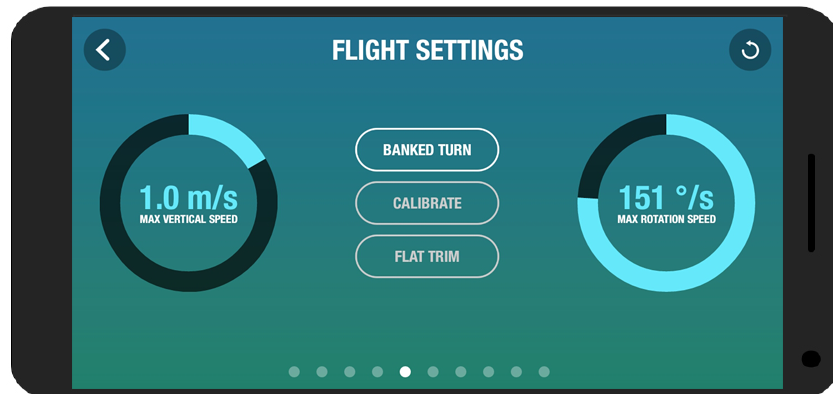 FLIGHT SETTINGS
1.0 m/s
MAX VERTICAL SPEED
BANKED TURN
CALIBRATE
FLAT TRIM
151 °/s
MAX ROTATION SPEED